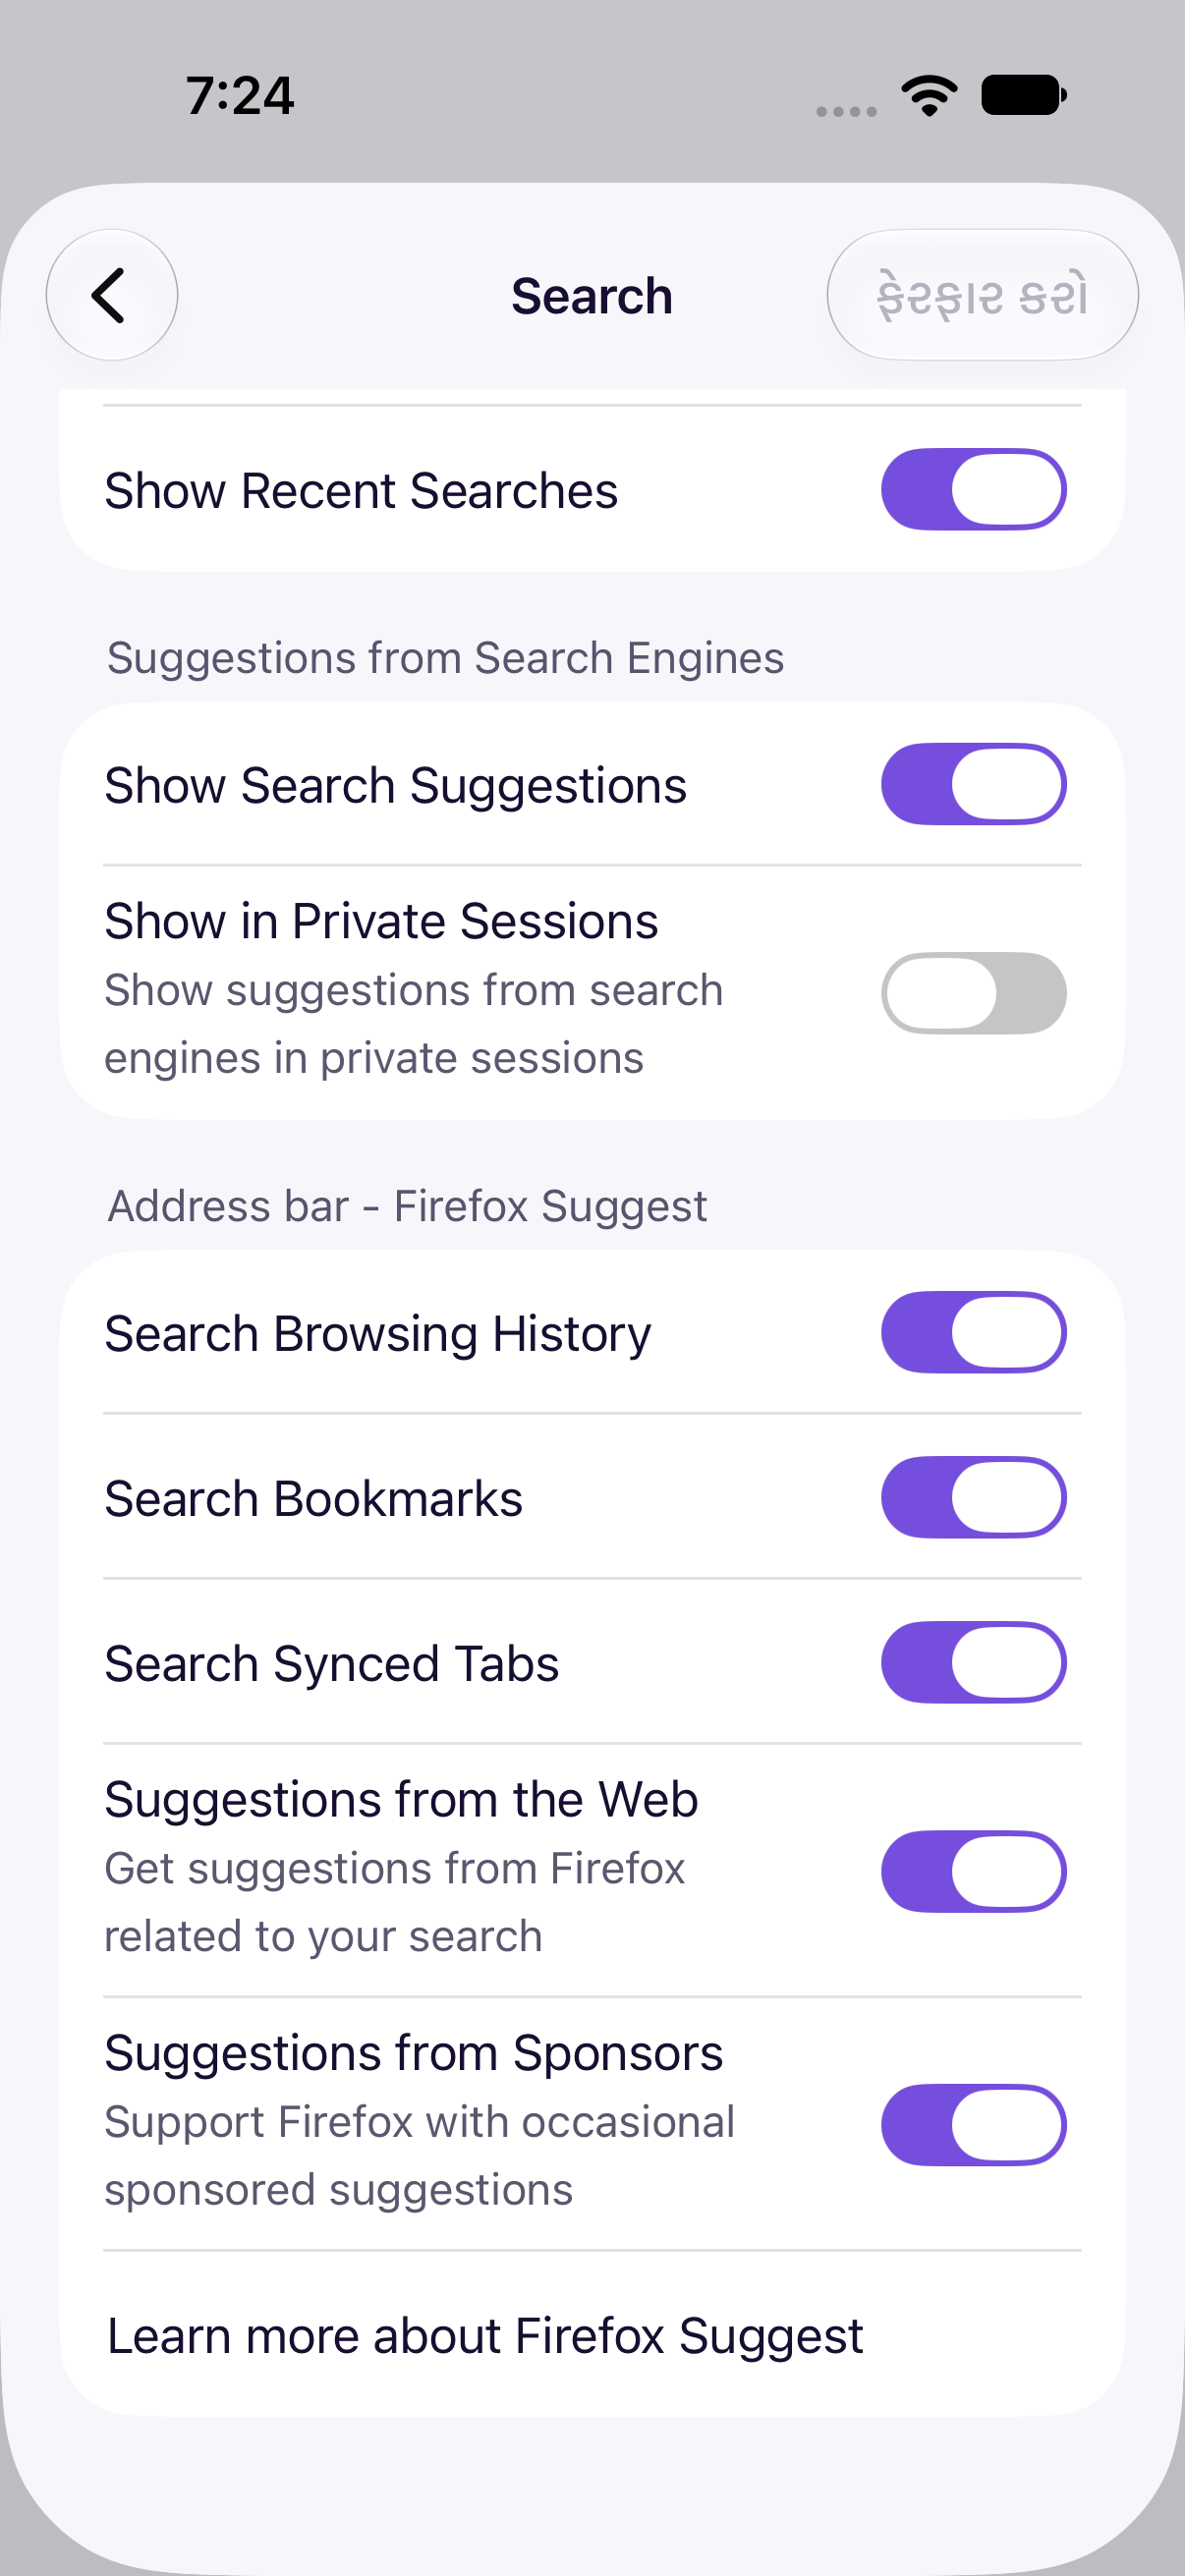 7:24
Search
ફેરફાર કરો
Show Recent Searches
Suggestions from Search Engines
Show Search Suggestions
Show in Private Sessions
Show suggestions from search
engines in private sessions
Address bar - Firefox Suggest
Search Browsing History
Search Bookmarks
Search Synced Tabs
Suggestions from the Web
Get suggestions from Firefox
related to your search
Suggestions from Sponsors
Support Firefox with occasional
sponsored suggestions
Learn more about Firefox Suggest